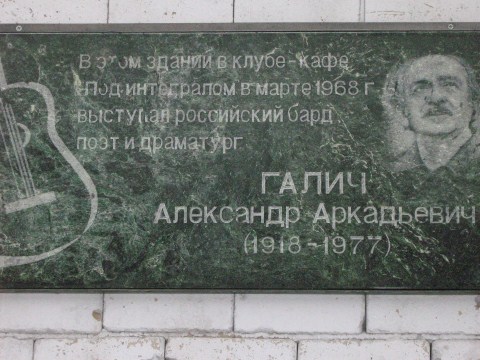 В этом здании в клубе-кафе
"Под интегралом в марте 1968 г.
выступал российский бард
поэт и драматург
ГАЛИЧ
Александр Аркадьевич
(1918-1977)